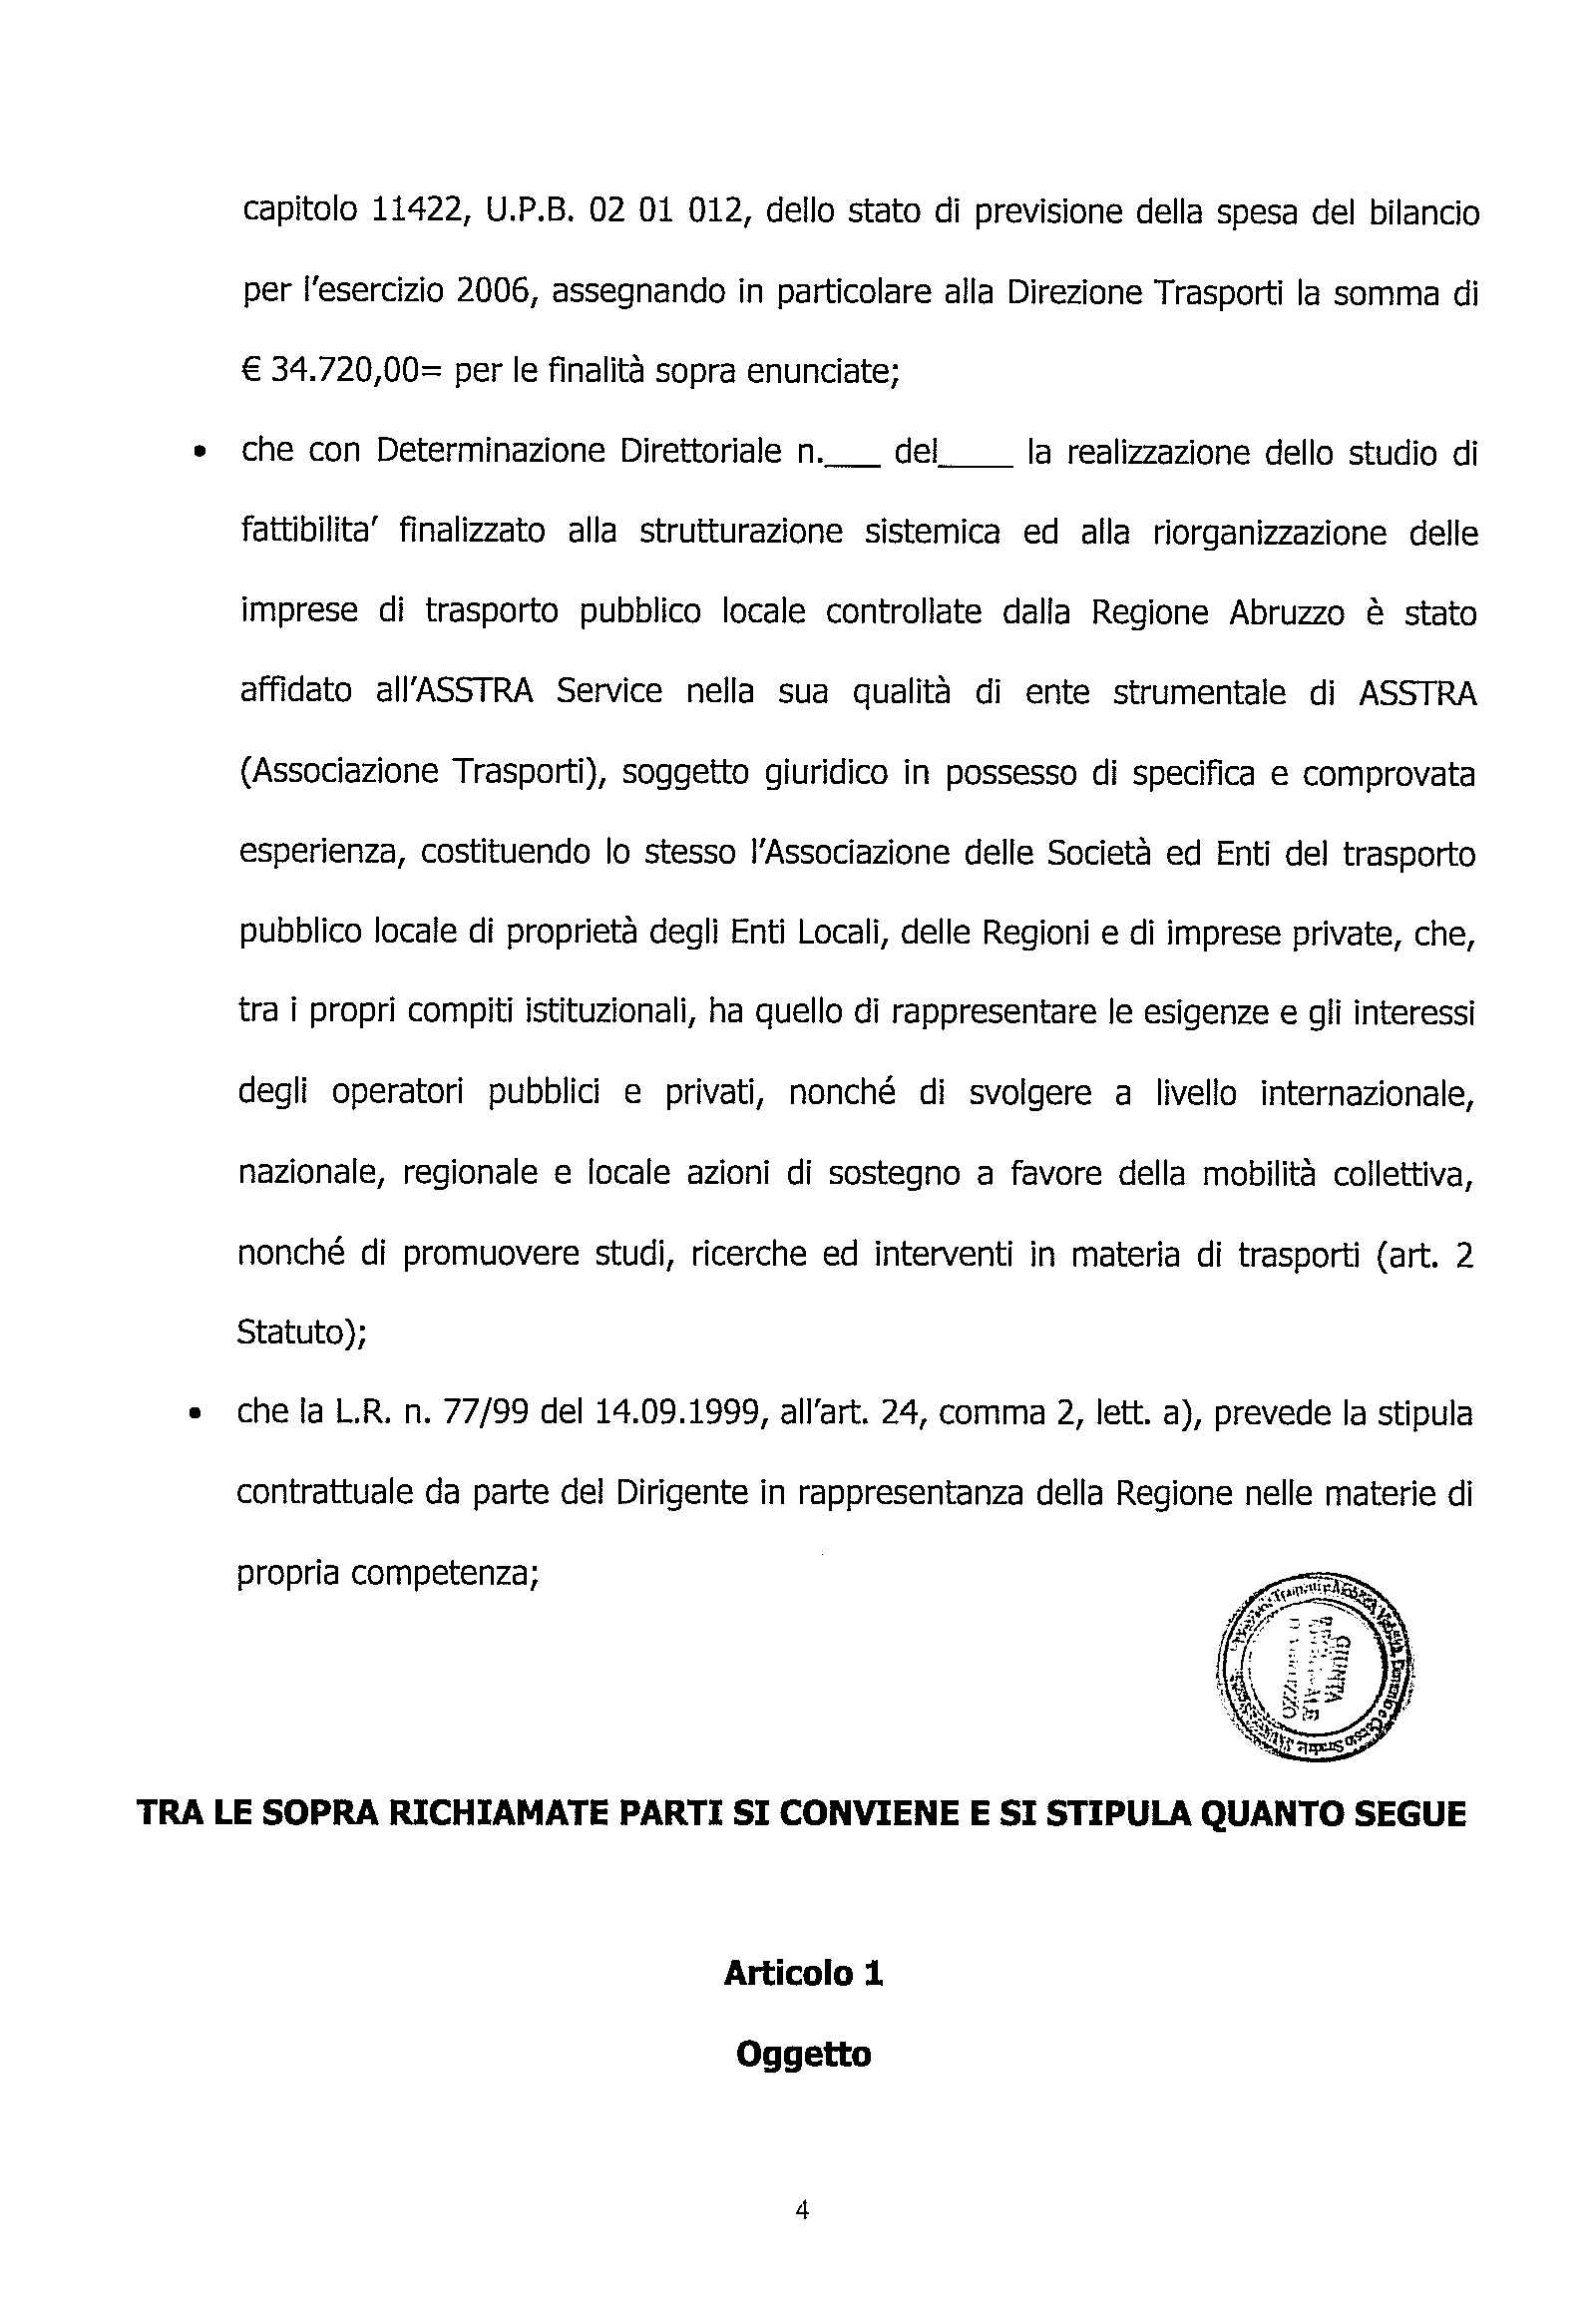 capitolo 11422, U.P.B. 02 01 012, dello stato di previsione della spesa del bilancio
per l'esercizio 2006, assegnando in particolare alla Direzione Trasporti la somma di
€ 34.720,00= per le finalità sopra enunciate;
• che con Determinazione Direttoriale n.___ del____ la realizzazione dello studio di
fattibilita' finalizzato alla strutturazione sistemica ed alla riorganizzazione delle
imprese di trasporto pubblico locale controllate dalla Regione Abruzzo è stato
affidato all'ASSTRA Service nella sua qualità di ente strumentale di ASSTRA
(Associazione Trasporti), soggetto giuridico in possesso di specifica e comprovata
esperienza, costituendo lo stesso l'Associazione delle Società ed Enti del trasporto
pubblico locale di proprietà degli Enti Locali, delle Regioni e di imprese private, che,
tra i propri compiti istituzionali, ha quello di rappresentare le esigenze e gli interessi
degli operatori pubblici e privati, nonché di svolgere a livello internazionale,
nazionale, regionale e locale azioni di sostegno a favore della mobilità collettiva,
nonché di promuovere studi, ricerche ed interventi in materia di trasporti (art. 2
Statuto);
• che la L.R. n. 77/99 del 14.09.1999, all'art. 24, comma 2, lett. a), prevede la stipula
contrattuale da parte del Dirigente in rappresentanza della Regione nelle materie di
propria competenza;
GIUNTA
TRA LE SOPRA RICHIAMATE PARTI SI CONVIENE E SI STIPULA QUANTO SEGUE
Articolo 1
Oggetto
4